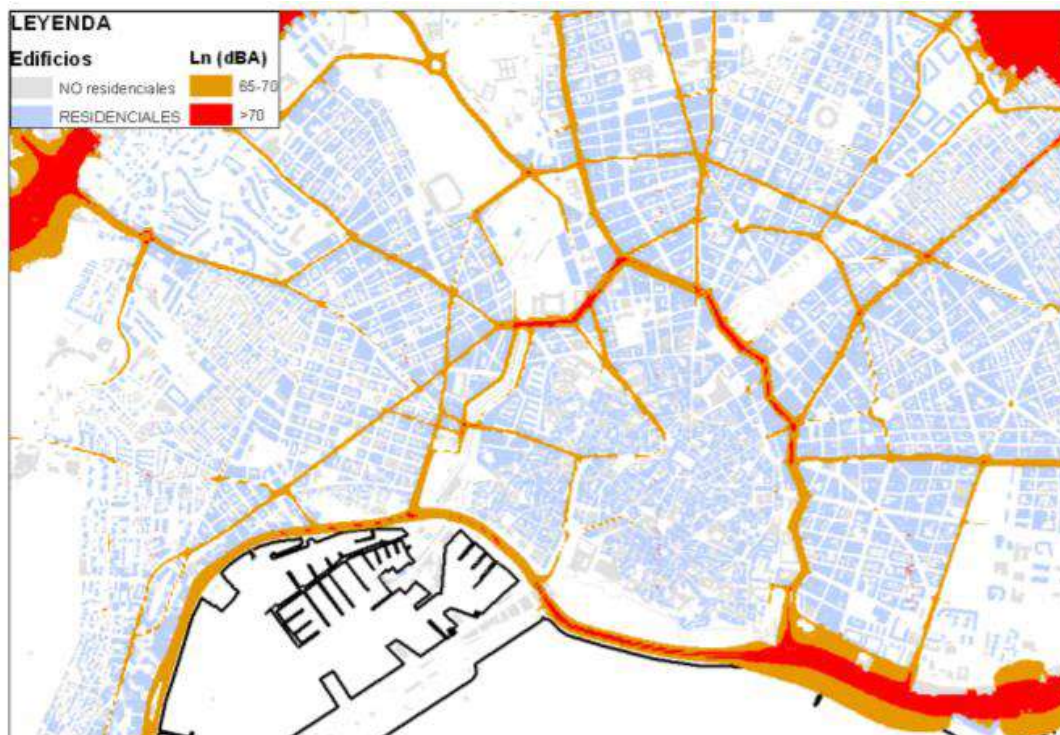 LEYENDA
Edificios Ln (dBA)
NO residenciales 65-70
RESIDENCIALES >70